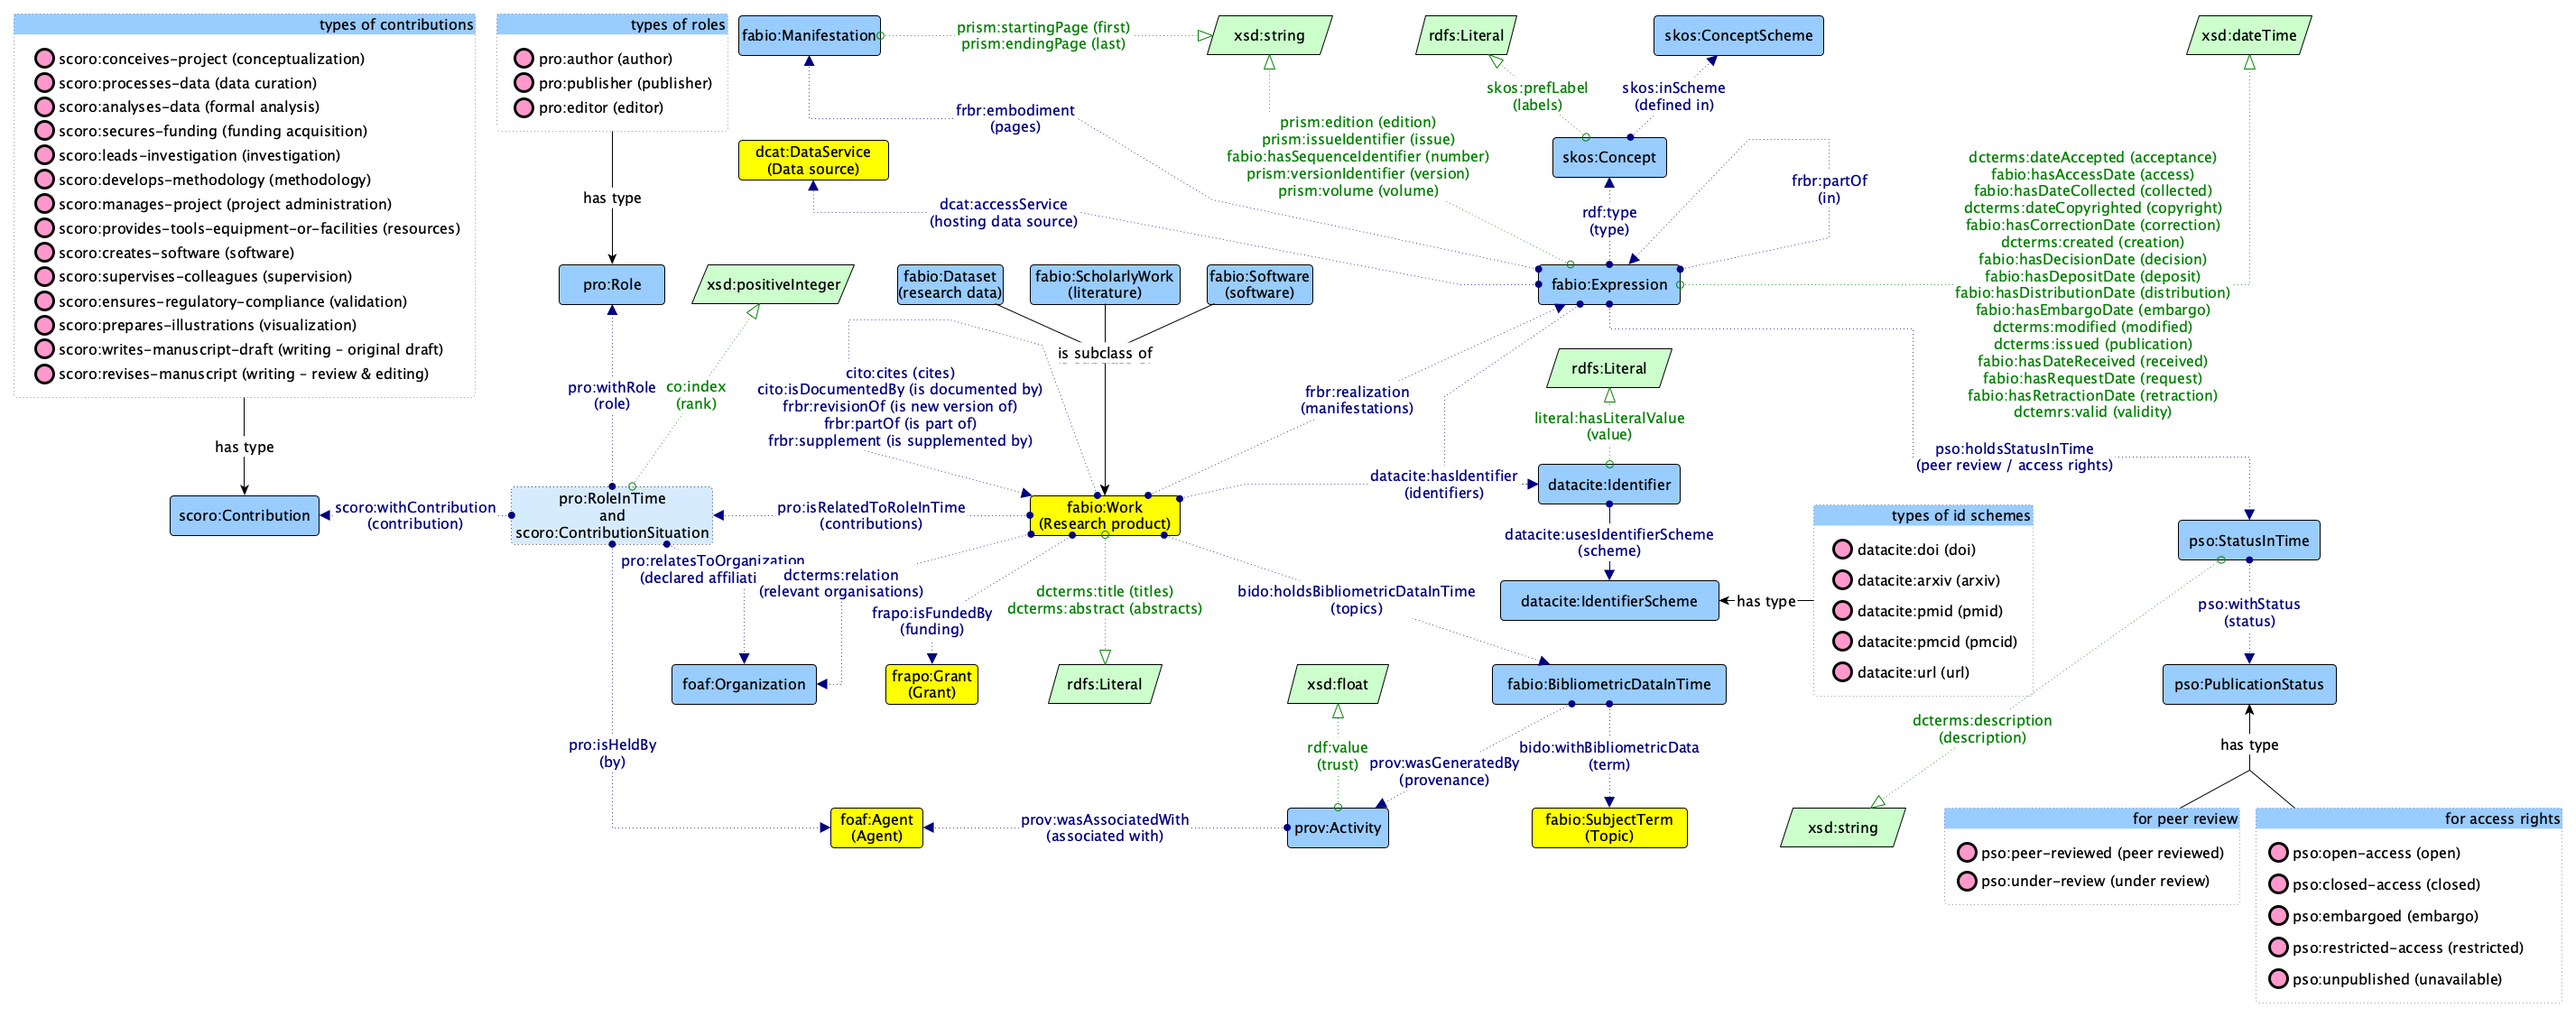 types of contributions
scoro:conceives-project (conceptualization)
scoro:processes-data (data curation)
scoro:analyses-data (formal analysis)
scoro:secures-funding (funding acquisition)
scoro:leads-investigation (investigation)
scoro:develops-methodology (methodology)
scoro:manages-project (project administration)
scoro:provides-tools-equipment-or-facilities (resources)
scoro:creates-software (software)
scoro:supervises-colleagues (supervision)
scoro:ensures-regulatory-compliance (validation)
scoro:prepares-illustrations (visualization)
scoro:writes-manuscript-draft (writing - original draft)
scoro:revises-manuscript (writing - review & editing)
has type
scoro:Contribution
scoro:withContribution
(contribution)
types of roles
pro:author (author)
pro:publisher (publisher)
pro:editor (editor)
has type
pro:Role
pro:withRole
(role)
xsd:positiveInteger
co:index
(rank)
pro:RoleInTime
and
scoro:ContributionSituation
pro:isHeldBy
(by)
pro:relatesToOrganization
(declared affiliati
dcterms:relation
(relevant organisations)
foaf:Organization
fabio:Manifestation
prism:startingPage (first)
prism:endingPage (last)
xsd:string
frbr:embodiment
(pages)
dcat:DataService
(Data source)
dcat:accessService
(hosting data source)
prism:edition (edition)
prism:issueIdentifier (issue)
fabio:hasSequenceIdentifier (number)
prism:versionIdentifier (version)
prism:volume (volume)
fabio:Dataset
(research data)
fabio:ScholarlyWork
(literature)
fabio:Software
(software)
is subclass of
cito:cites (cites)
cito:isDocumentedBy (is documented by)
frbr:revisionOf (is new version of)
frbr:partOf (is part of)
frbr:supplement (is supplemented by)
pro:isRelatedToRoleInTime
(contributions)
fabio:Work
(Research product)
frapo:isFundedBy
(funding)
frapo:Grant
(Grant)
dcterms:title (titles)
dcterms:abstract (abstracts)
rdfs:Literal
foaf:Agent
(Agent)
prov:wasAssociatedWith
(associated with)
prov:Activity
rdf:value
(trust)
xsd:float
prov:wasGeneratedBy
(provenance)
bido:holdsBibliometricDataInTime
(topics)
fabio:BibliometricDataInTime
bido:withBibliometricData
(term)
fabio:SubjectTerm
(Topic)
frbr:realization
(manifestations)
datacite:hasIdentifier
(identifiers)
rdfs:Literal
skos:prefLabel
(labels)
skos:ConceptScheme
skos:inScheme
(defined in)
skos:Concept
rdf:type
(type)
frbr:partOf
(in)
fabio:Expression
rdfs:Literal
literal:hasLiteralValue
(value)
datacite:Identifier
datacite:usesIdentifierScheme
(scheme)
datacite:IdentifierScheme
has type
types of id schemes
datacite:doi (doi)
datacite:arxiv (arxiv)
datacite:pmid (pmid)
datacite:pmcid (pmcid)
datacite:url (url)
xsd:dateTime
dcterms:dateAccepted (acceptance)
fabio:hasAccessDate (access)
fabio:hasDateCollected (collected)
dcterms:dateCopyrighted (copyright)
fabio:hasCorrectionDate (correction)
dcterms:created (creation)
fabio:hasDecisionDate (decision)
fabio:hasDepositDate (deposit)
fabio:hasDistributionDate (distribution)
fabio:hasEmbargoDate (embargo)
dcterms:modified (modified)
dcterms:issued (publication)
fabio:hasDateReceived (received)
fabio:hasRequestDate (request)
fabio:hasRetractionDate (retraction)
dctemrs:valid (validity)
pso:holdsStatusInTime
(peer review / access rights)
pso:StatusInTime
pso:withStatus
(status)
pso:PublicationStatus
dcterms:description
(description)
xsd:string
has type
for peer review
pso:peer-reviewed (peer reviewed)
pso:under-review (under review)
for access rights
pso:open-access (open)
pso:closed-access (closed)
pso:embargoed (embargo)
pso:restricted-access (restricted)
pso:unpublished (unavailable)